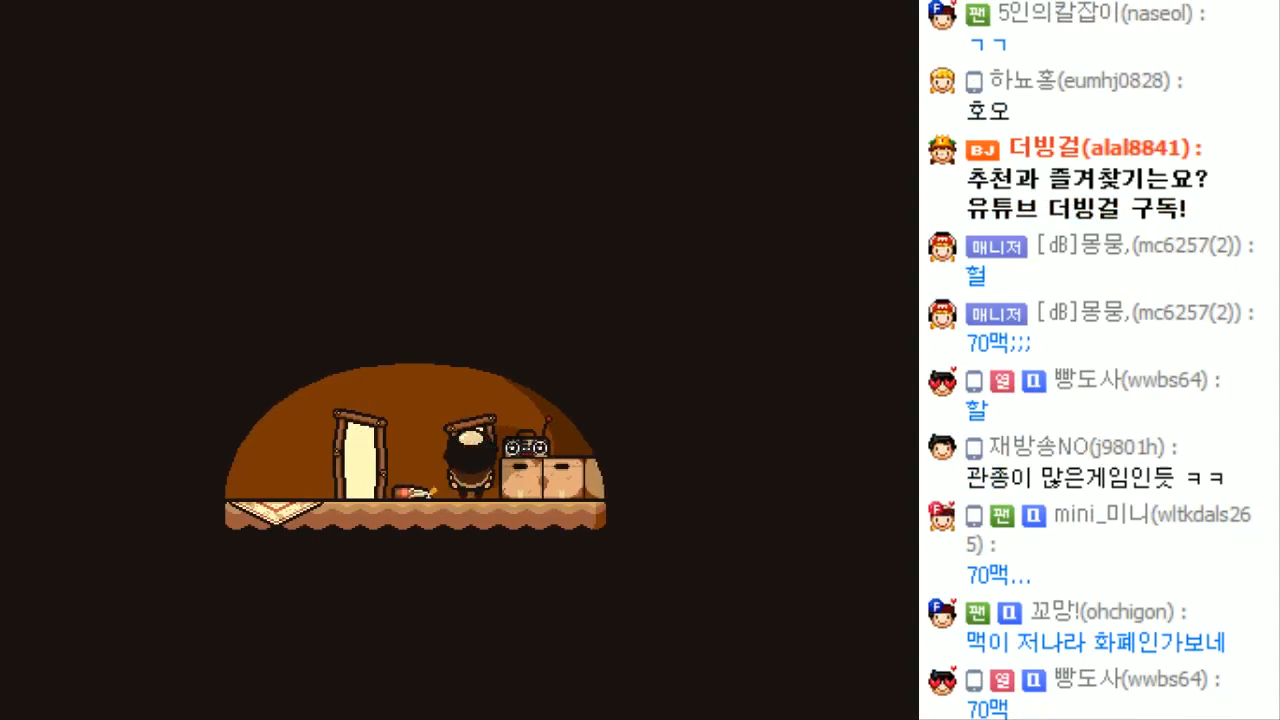 팬 5인의칼잡이(naseol) :
ㄱㄱ
하뇨홍(eumhj0828) :
호오
BJ 더빙걸(alal8841) :
추천과 즐겨찾기는요?
유튜브 더빙걸 구독!
매니저 [dB]몽뭉,(mc6257(2)) :
헐
매니저 [dB]몽뭉,(mc6257(2)) :
70맥;;;
열 빵도사(wwbs64) :
할
재방송NO(j9801h) :
관종이 많은게임인듯 ㅋㅋ
팬 mini_미니(wltkdals26
5) :
70맥...
팬 꼬망!(ohchigon) :
맥이 저나라 화폐인가보네
열 빵도사(wwbs64) :
70맥